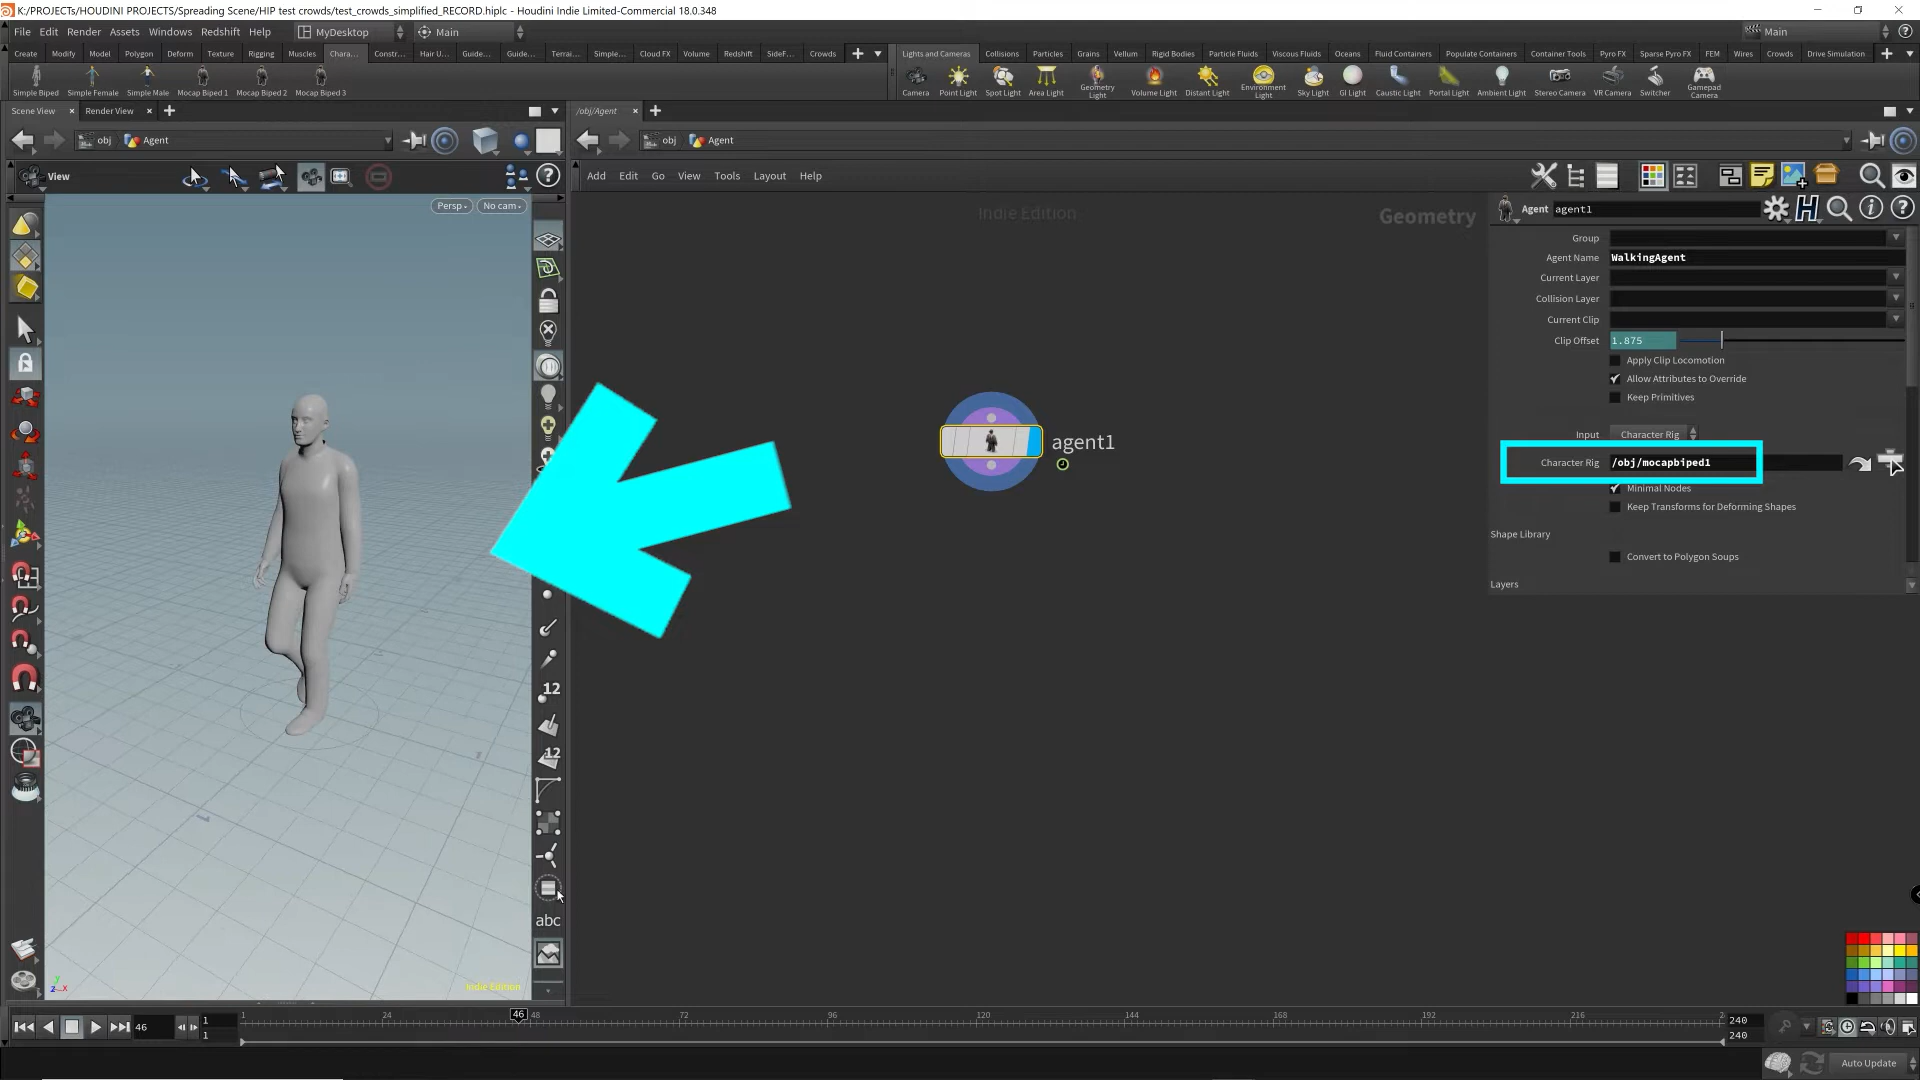 K:/PROJECTs/HOUDINI PROJECTS/Spreading Scene/HIP test crowds/test_crowds_simplified_RECORD.hiplc - Houdini Indie Limited-Commercial 18.0.348
File Edit Render Assets Windows Redshift Help MyDesktop Main Main
Create Modify Model Polygon Deform Texture Rigging Muscles Chara... Constr... Hair U... Guide... Guide... Terrai... Simple... Cloud FX Volume Redshift SideF... Crowds
Lights and Cameras Collisions Particles Grains Vellum Rigid Bodies Particle Fluids Viscous Fluids Oceans Fluid Containers Populate Containers Container Tools Pyro FX Sparse Pyro FX FEM Wires Crowds Drive Simulation
Simple Biped Simple Female Simple Male Mocap Biped 1 Mocap Biped 2 Mocap Biped 3
Camera Point Light Spot Light Area Light Geometry Light Volume Light Distant Light Environment Light Sky Light GI Light Caustic Light Portal Light Ambient Light Stereo Camera VR Camera Switcher Gamepad Camera
Scene View Render View /obj/Agent
obj Agent obj Agent
View
Add Edit Go View Tools Layout Help
Persp No cam
Indie Edition
Geometry
Agent agent1
Group
Agent Name WalkingAgent
Current Layer
Collision Layer
Current Clip
Clip Offset 1.875
Apply Clip Locomotion
Allow Attributes to Override
Keep Primitives
Input Character Rig
Character Rig /obj/mocapbiped1
Minimal Nodes
Keep Transforms for Deforming Shapes
Shape Library
Convert to Polygon Soups
Layers
agent1
12
12
abc
Indie Edition
y
z x
46 1 1
1 24 46 48 72 96 120 144 168 192 216 2
240 240
Auto Update